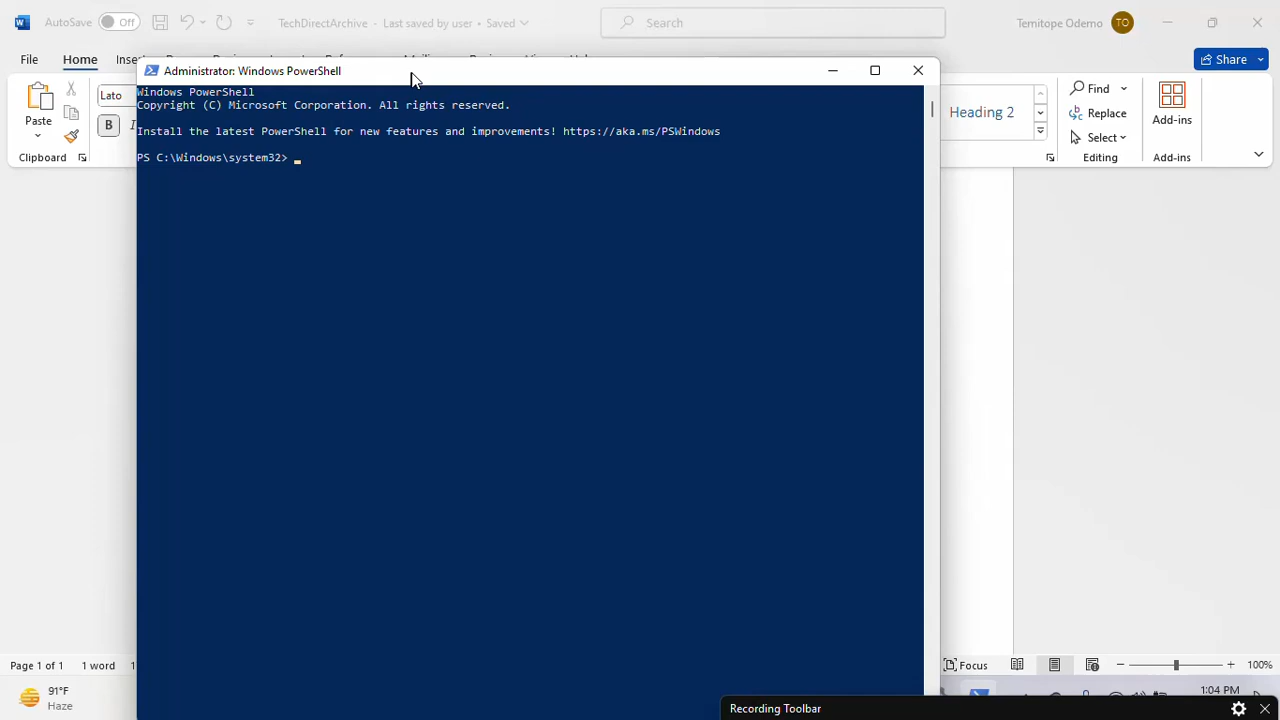 AutoSave Off TechDirectArchive • Last saved by user • Saved Search Temitope Odemo TO
File Home Share
Administrator: Windows PowerShell
Windows PowerShell
Copyright (C) Microsoft Corporation. All rights reserved.
Install the latest PowerShell for new features and improvements! https://aka.ms/PSWindows
PS C:\Windows\system32>
Paste
Clipboard
Lato
B
Heading 2
Find
Replace
Select
Editing
Add-ins
Add-ins
Page 1 of 1 1 word
Focus 100%
91°F
Haze
1:04 PM
Recording Toolbar